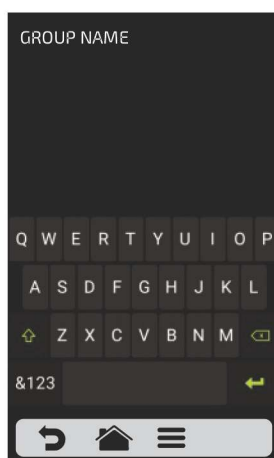 GROUP NAME
Q W E R T Y U I O P
A S D F G H J K L
Z X C V B N M
&123